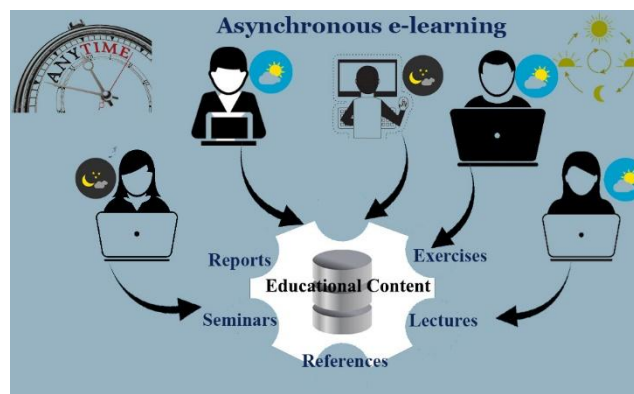 Asynchronous e-learning
ANYTIME
Reports
Exercises
Educational Content
Seminars
Lectures
References